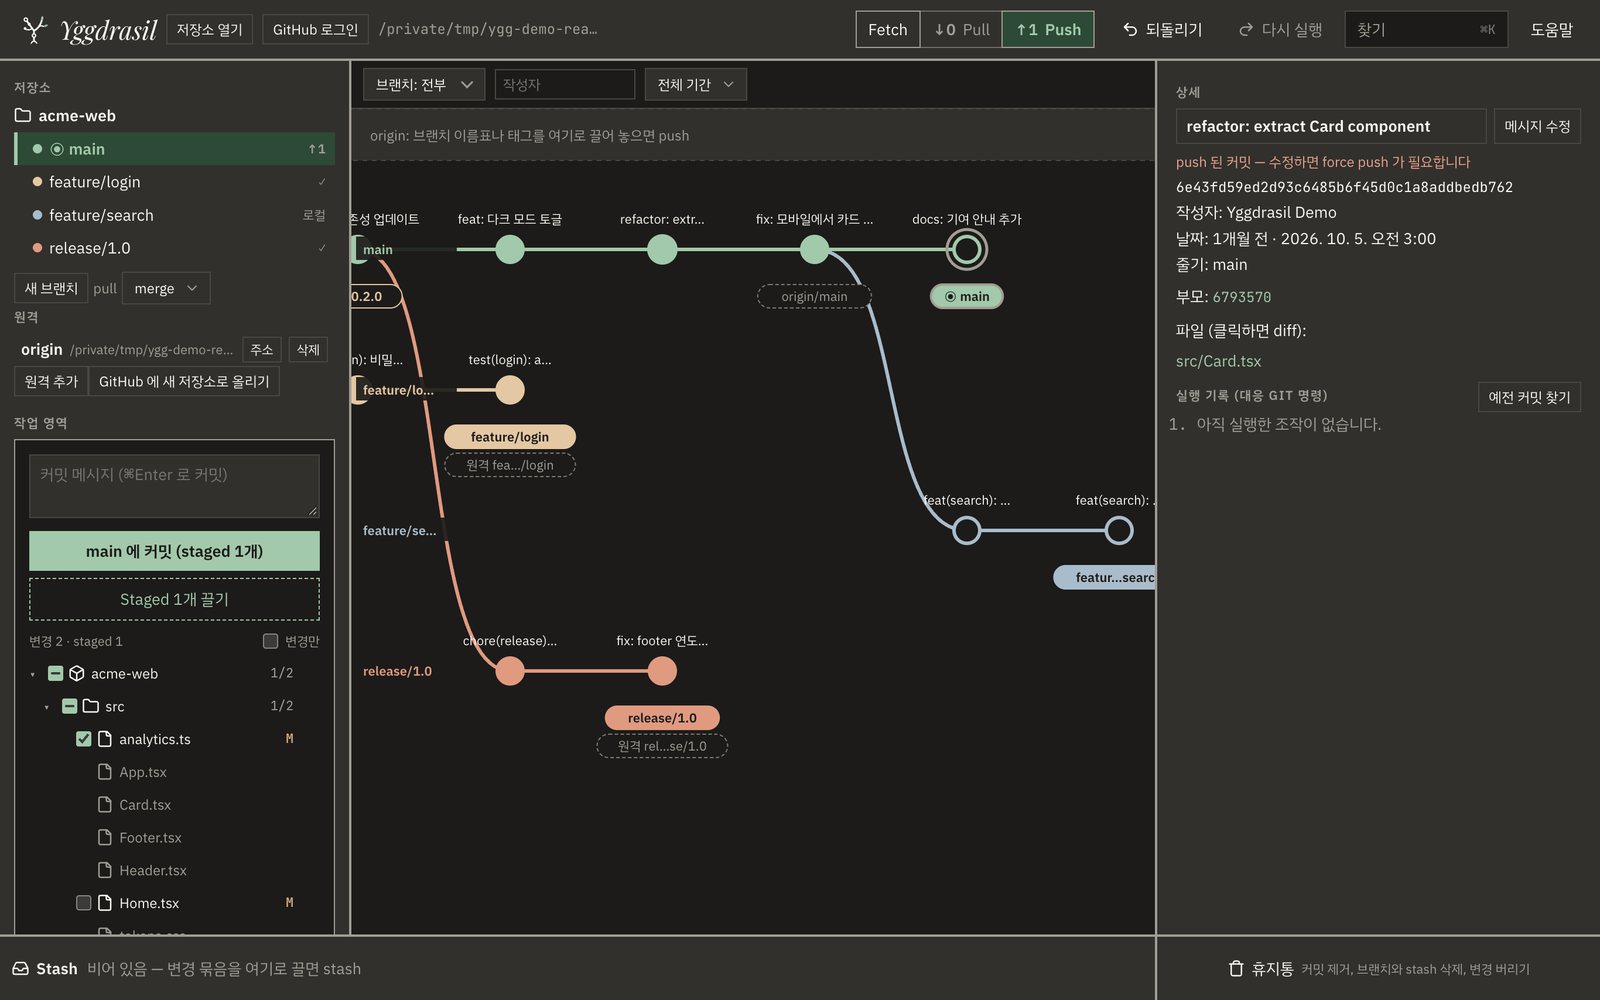 Yggdrasil 저장소 열기 GitHub 로그인 /private/tmp/ygg-demo-rea… Fetch ↓0 Pull ↑1 Push 되돌리기 다시 실행 찾기 ⌘K 도움말
저장소
acme-web
main ↑1
feature/login ✓
feature/search 로컬
release/1.0 ✓
새 브랜치 pull merge
원격
origin /private/tmp/ygg-demo-re… 주소 삭제
원격 추가 GitHub 에 새 저장소로 올리기
작업 영역
커밋 메시지 (⌘Enter 로 커밋)
main 에 커밋 (staged 1개)
Staged 1개 끌기
변경 2 · staged 1 변경만
acme-web 1/2
src 1/2
analytics.ts M
App.tsx
Card.tsx
Footer.tsx
Header.tsx
Home.tsx M
브랜치: 전부 작성자 전체 기간
origin: 브랜치 이름표나 태그를 여기로 끌어 놓으면 push
존성 업데이트 feat: 다크 모드 토글 refactor: extr… fix: 모바일에서 카드 … docs: 기여 안내 추가
main
0.2.0 origin/main main
n): 비밀… test(login): a…
feature/lo…
feature/login
원격 fea…/login
feat(search): … feat(search): .
feature/se…
featur…searc
chore(release)… fix: footer 연도…
release/1.0
release/1.0
원격 rel…se/1.0
상세
refactor: extract Card component 메시지 수정
push 된 커밋 — 수정하면 force push 가 필요합니다
6e43fd59ed2d93c6485b6f45d0c1a8addbedb762
작성자: Yggdrasil Demo
날짜: 1개월 전 · 2026. 10. 5. 오전 3:00
줄기: main
부모: 6793570
파일 (클릭하면 diff):
src/Card.tsx
실행 기록 (대응 GIT 명령) 예전 커밋 찾기
1. 아직 실행한 조작이 없습니다.
Stash 비어 있음 — 변경 묶음을 여기로 끌면 stash
휴지통 커밋 제거, 브랜치와 stash 삭제, 변경 버리기